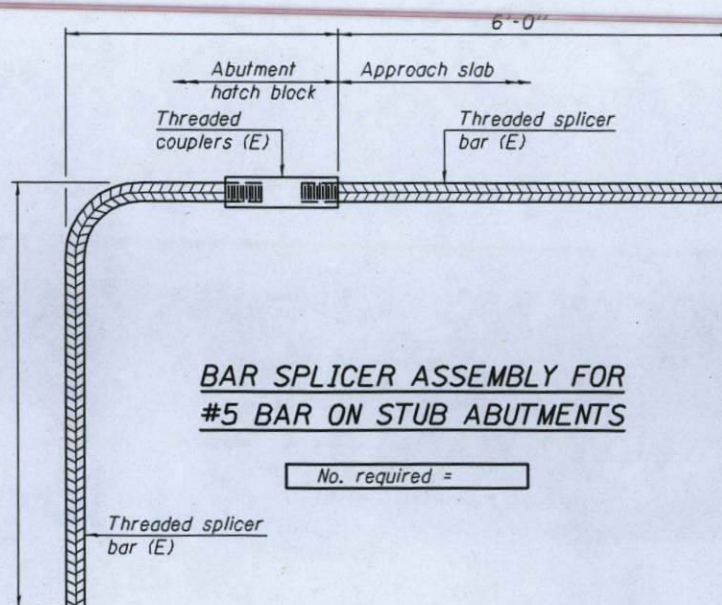 6'-0"
Abutment
hatch block
Approach slab
Threaded
couplers (E)
Threaded splicer
bar (E)
BAR SPLICER ASSEMBLY FOR
#5 BAR ON STUB ABUTMENTS
No. required =
Threaded splicer
bar (E)